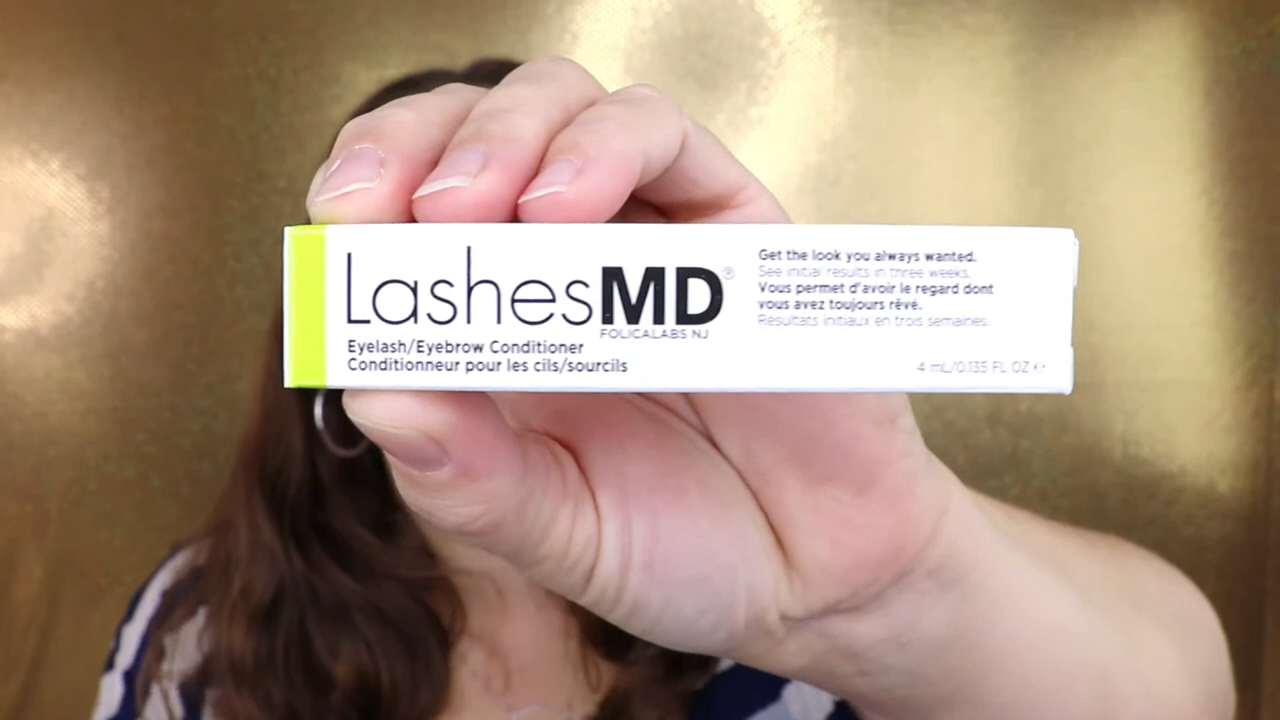 LashesMD®
FOLICALABS NJ
Eyelash/Eyebrow Conditioner
Conditionneur pour les cils/sourcils
Get the look you always wanted.
See initial results in three weeks.
Vous permet d'avoir le regard dont
vous avez toujours rêvé.
Résultats initiaux en trois semaines.
4 mL/0.135 FL OZ ℮